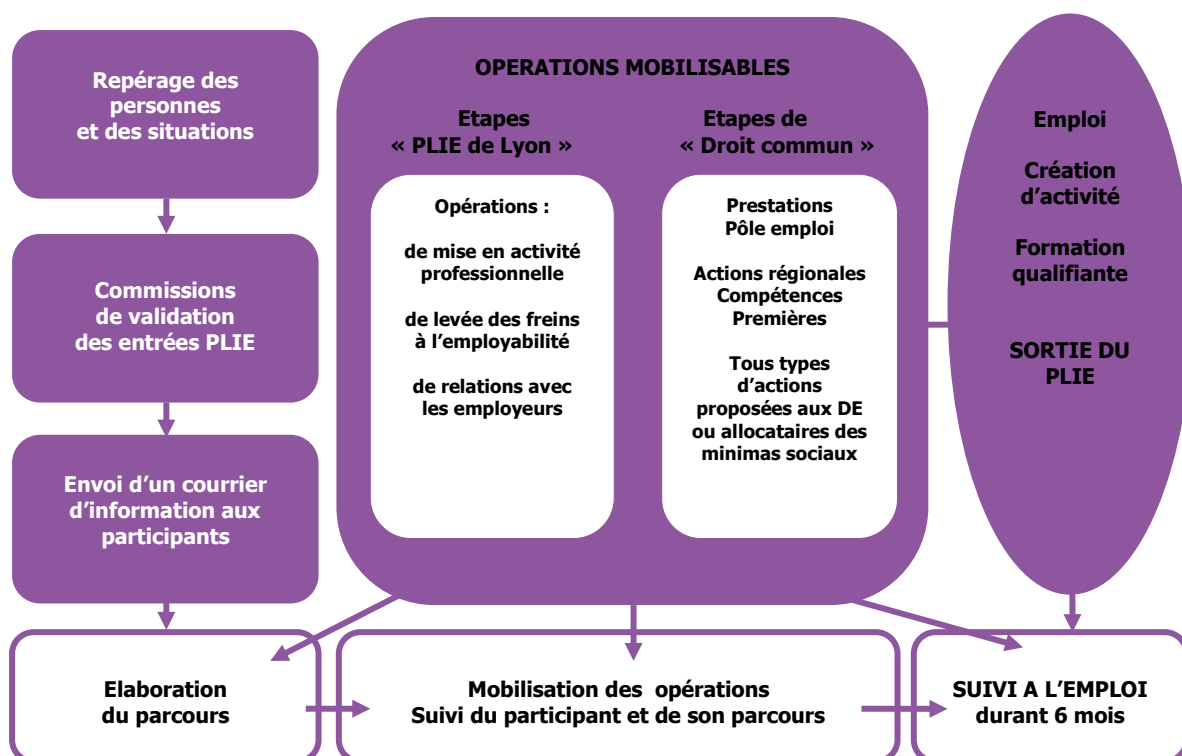 Repérage des
personnes
et des situations
Commissions
de validation
des entrées PLIE
Envoi d’un courrier
d’information aux
participants
OPERATIONS MOBILISABLES
Etapes
« PLIE de Lyon »
Opérations :
de mise en activité
professionnelle
de levée des freins
à l’employabilité
de relations avec
les employeurs
Etapes de
« Droit commun »
Prestations
Pôle emploi
Actions régionales
Compétences
Premières
Tous types
d’actions
proposées aux DE
ou allocataires des
minimas sociaux
Emploi
Création
d’activité
Formation
qualifiante
SORTIE DU
PLIE
Elaboration
du parcours
Mobilisation des opérations
Suivi du participant et de son parcours
SUIVI A L’EMPLOI
durant 6 mois